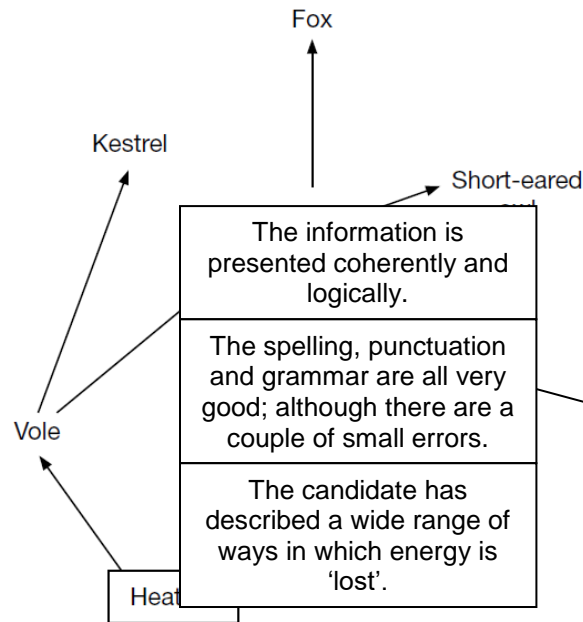 Fox
Kestrel
Short-eared
The information is
presented coherently and
logically.
The spelling, punctuation
and grammar are all very
good; although there are a
couple of small errors.
Vole
The candidate has
described a wide range of
ways in which energy is
‘lost’.